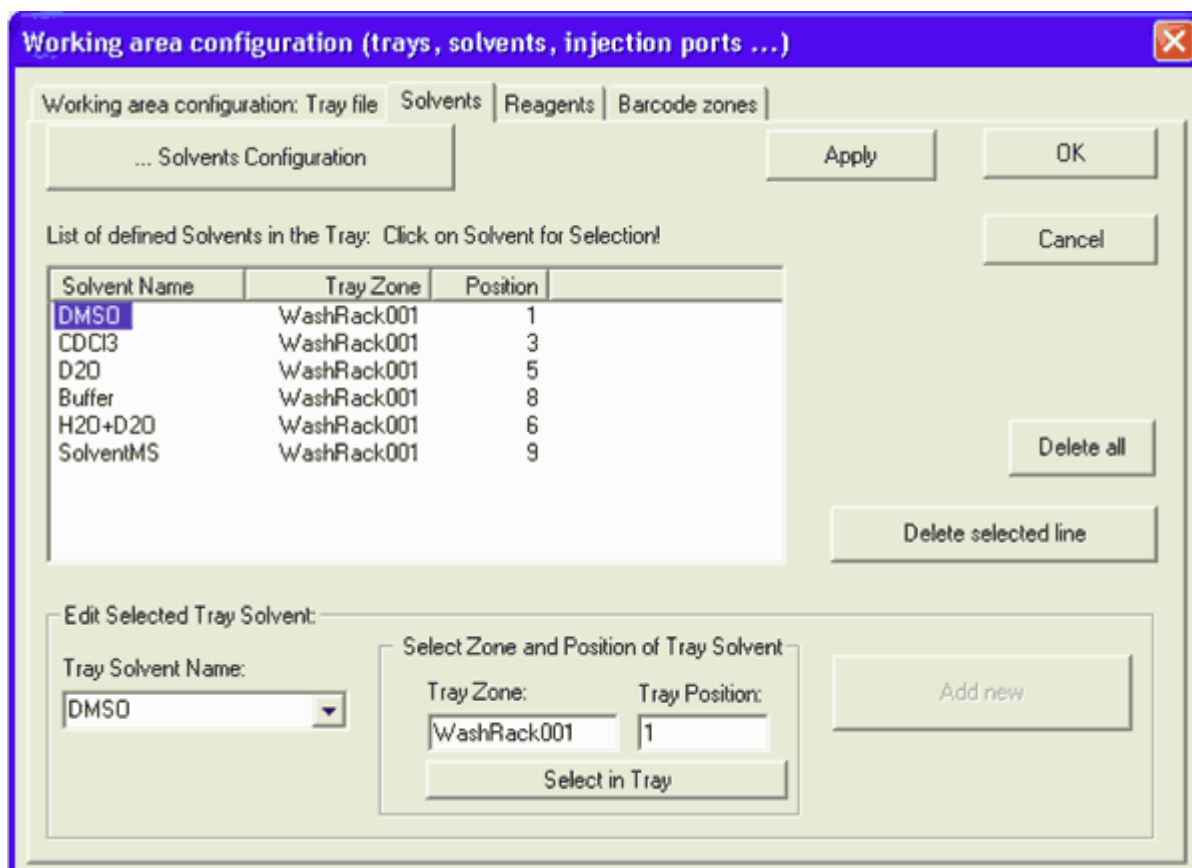 Working area configuration (trays, solvents, injection ports ...)
Working area configuration: Tray file Solvents Reagents Barcode zones
... Solvents Configuration Apply OK
List of defined Solvents in the Tray: Click on Solvent for Selection!
Cancel
Solvent Name Tray Zone Position
DMSO WashRack001 1
CDCl3 WashRack001 3
D2O WashRack001 5
Buffer WashRack001 8
H2O+D2O WashRack001 6
SolventMS WashRack001 9
Delete all
Delete selected line
Edit Selected Tray Solvent:
Select Zone and Position of Tray Solvent
Tray Solvent Name:
Tray Zone: Tray Position:
Add new
DMSO
WashRack001 1
Select in Tray